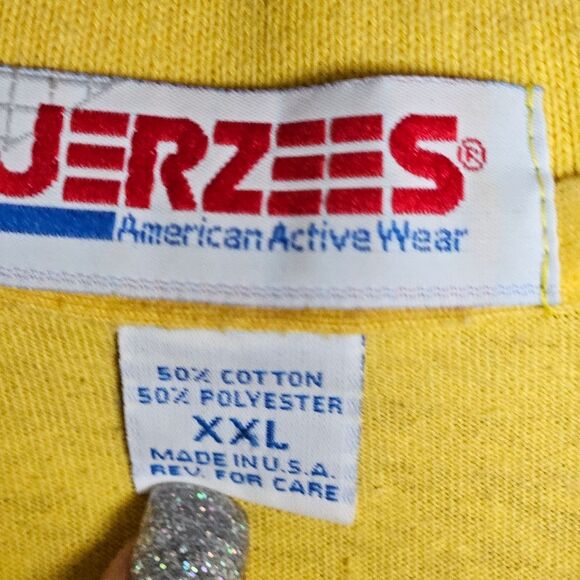 JERZEES®
American Active Wear
50% COTTON
50% POLYESTER
XXL
MADE IN U.S.A.
REV. FOR CARE